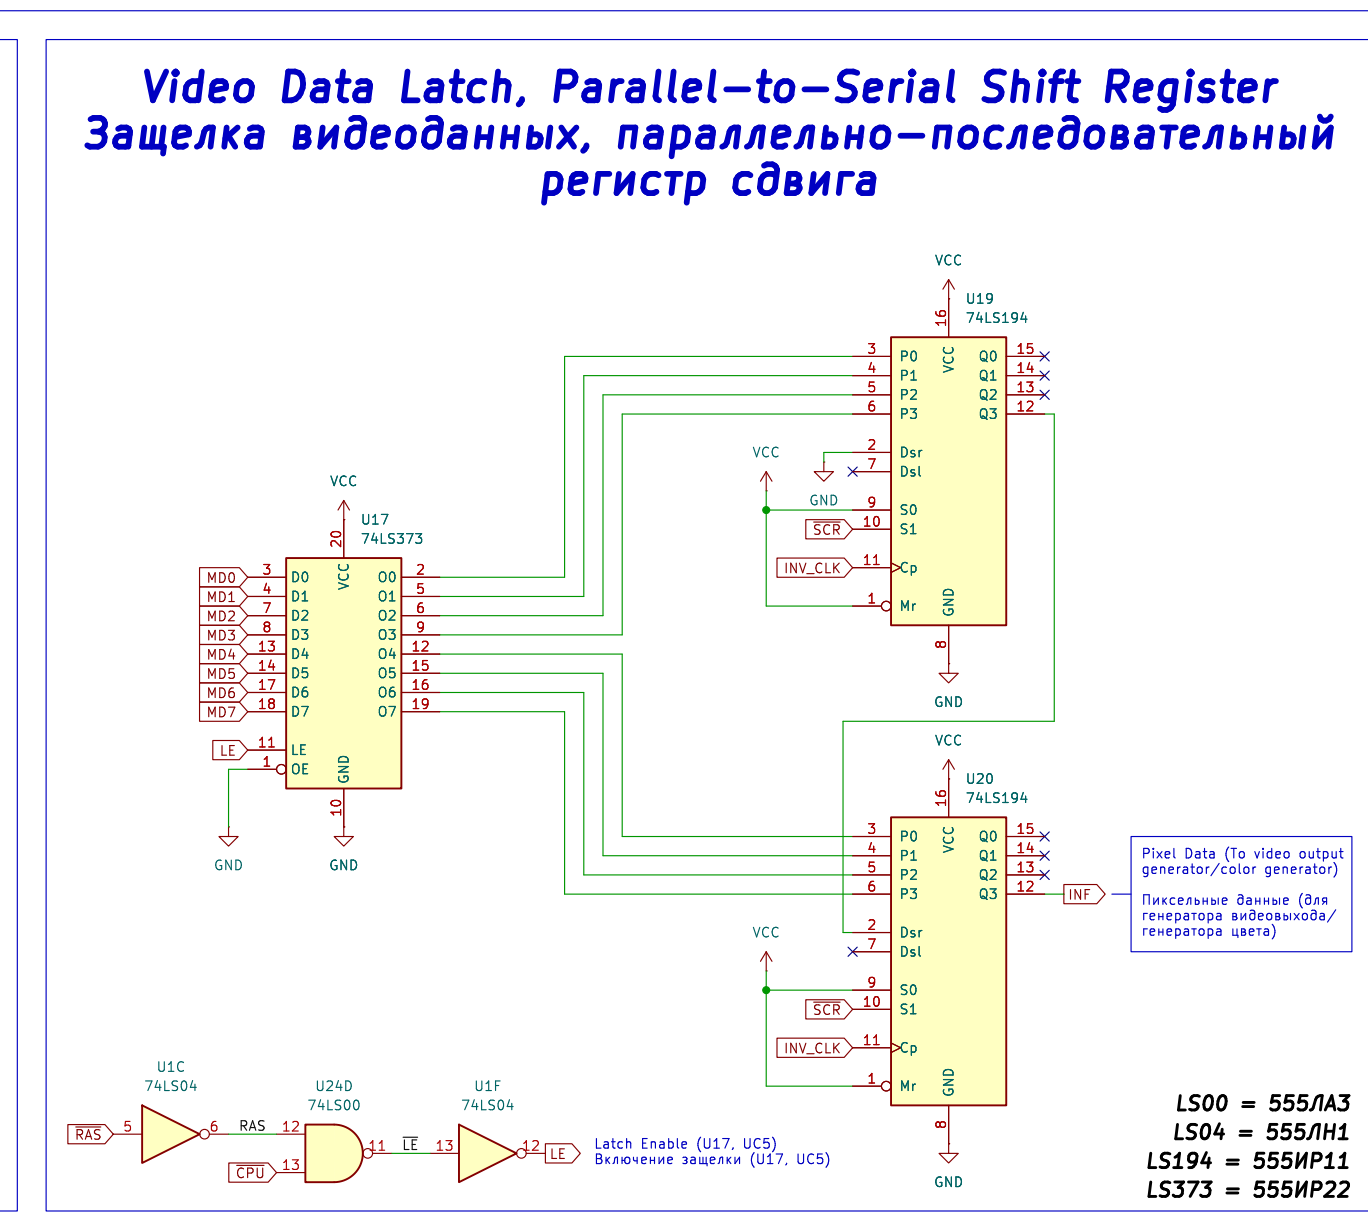 Video Data Latch, Parallel-to-Serial Shift Register
Защелка видеоданных, параллельно-последовательный
регистр сдвига
VCC
U19
74LS194
16
VCC
3 P0 Q0 15
4 P1 Q1 14
5 P2 Q2 13
6 P3 Q3 12
2 Dsr
7 Dsl
VCC
GND
9 S0
SCR 10 S1
INV_CLK 11 Cp
1 Mr
GND
8
GND
VCC
U17
74LS373
20
VCC
MD0 3 D0 O0 2
MD1 4 D1 O1 5
MD2 7 D2 O2 6
MD3 8 D3 O3 9
MD4 13 D4 O4 12
MD5 14 D5 O5 15
MD6 17 D6 O6 16
MD7 18 D7 O7 19
LE 11 LE
1 OE
GND
10
GND
GND
VCC
U20
74LS194
16
VCC
3 P0 Q0 15
4 P1 Q1 14
5 P2 Q2 13
6 P3 Q3 12
INF
2 Dsr
7 Dsl
VCC
9 S0
SCR 10 S1
INV_CLK 11 Cp
1 Mr
GND
8
GND
Pixel Data (To video output
generator/color generator)
Пиксельные данные (для
генератора видеовыхода/
генератора цвета)
U1C
74LS04
RAS 5 6 RAS
U24D
74LS00
12
CPU 13
11 LE
U1F
74LS04
13 12 LE
Latch Enable (U17, UC5)
Включение защелки (U17, UC5)
LS00 = 555ЛА3
LS04 = 555ЛН1
LS194 = 555ИР11
LS373 = 555ИР22